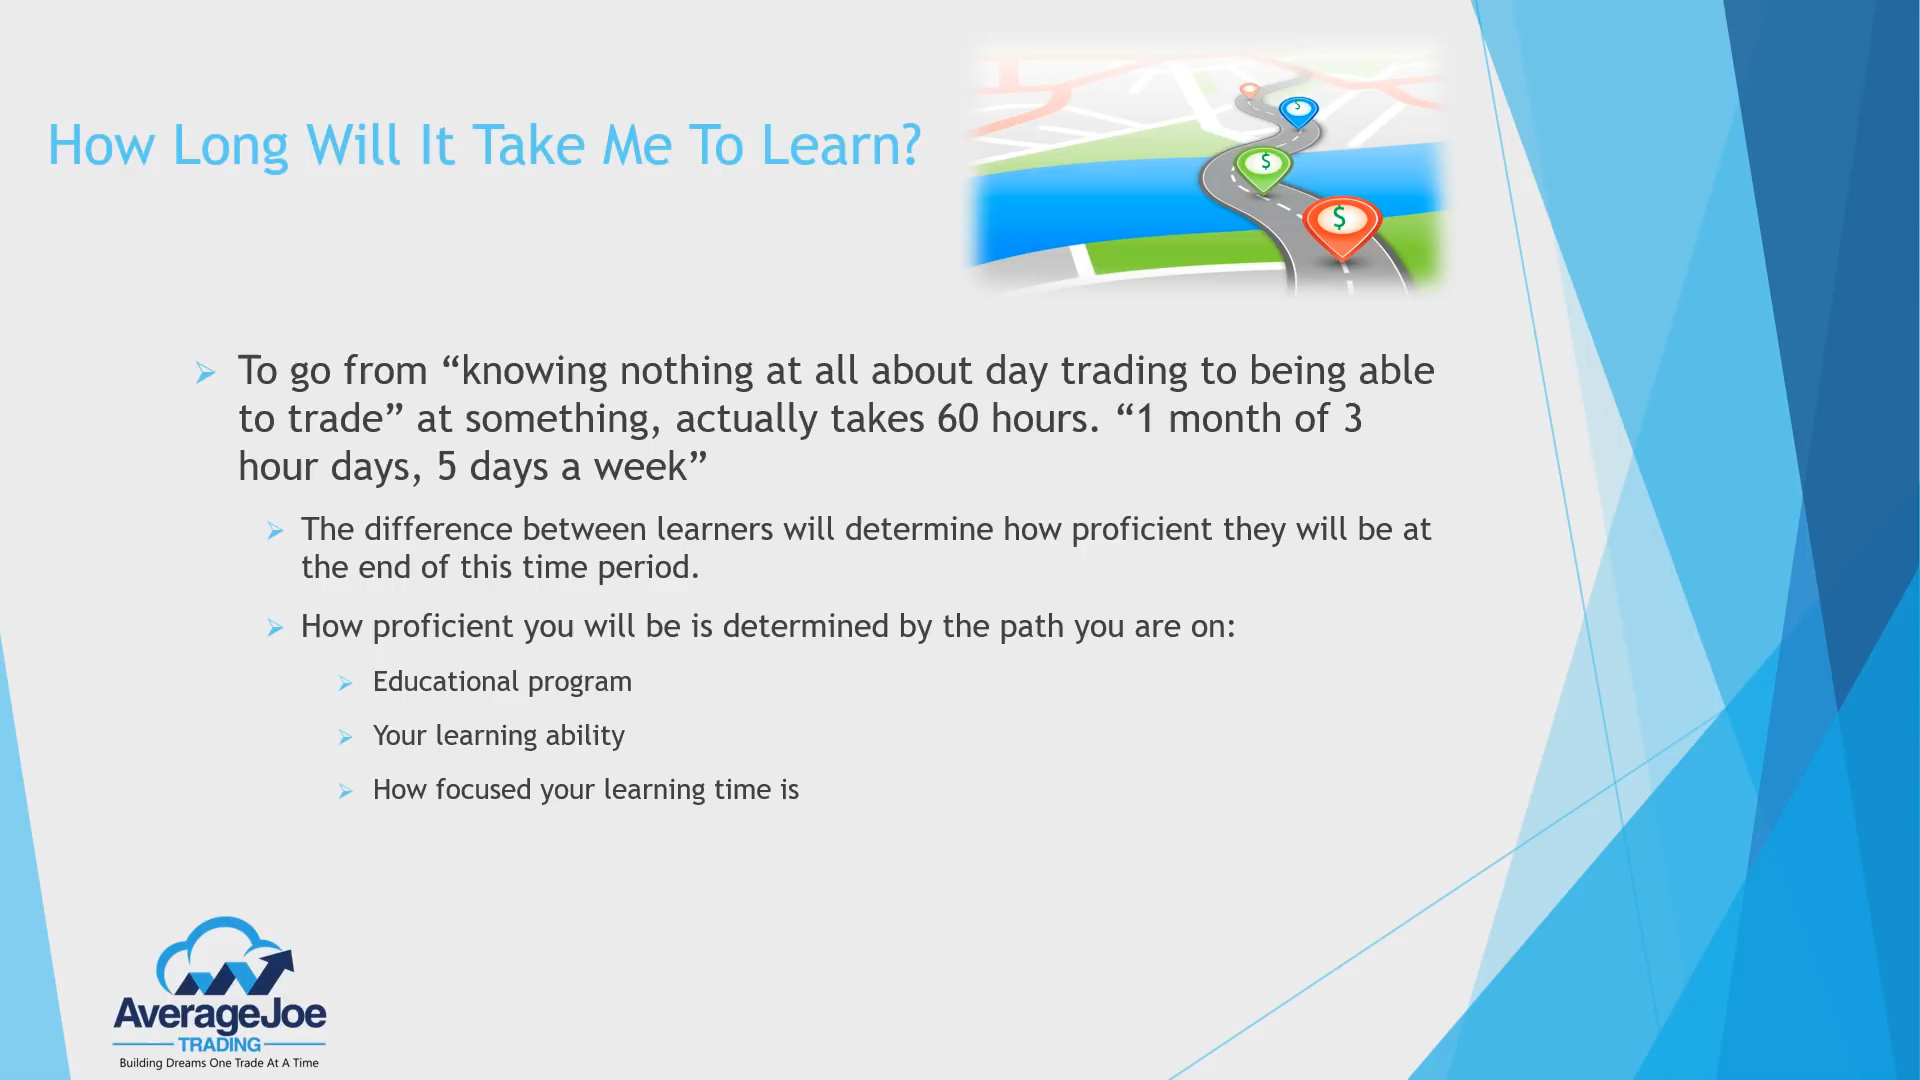 How Long Will It Take Me To Learn?
$
$
$
To go from “knowing nothing at all about day trading to being able
to trade” at something, actually takes 60 hours. “1 month of 3
hour days, 5 days a week”
The difference between learners will determine how proficient they will be at
the end of this time period.
How proficient you will be is determined by the path you are on:
Educational program
Your learning ability
How focused your learning time is
AverageJoe
TRADING
Building Dreams One Trade At A Time